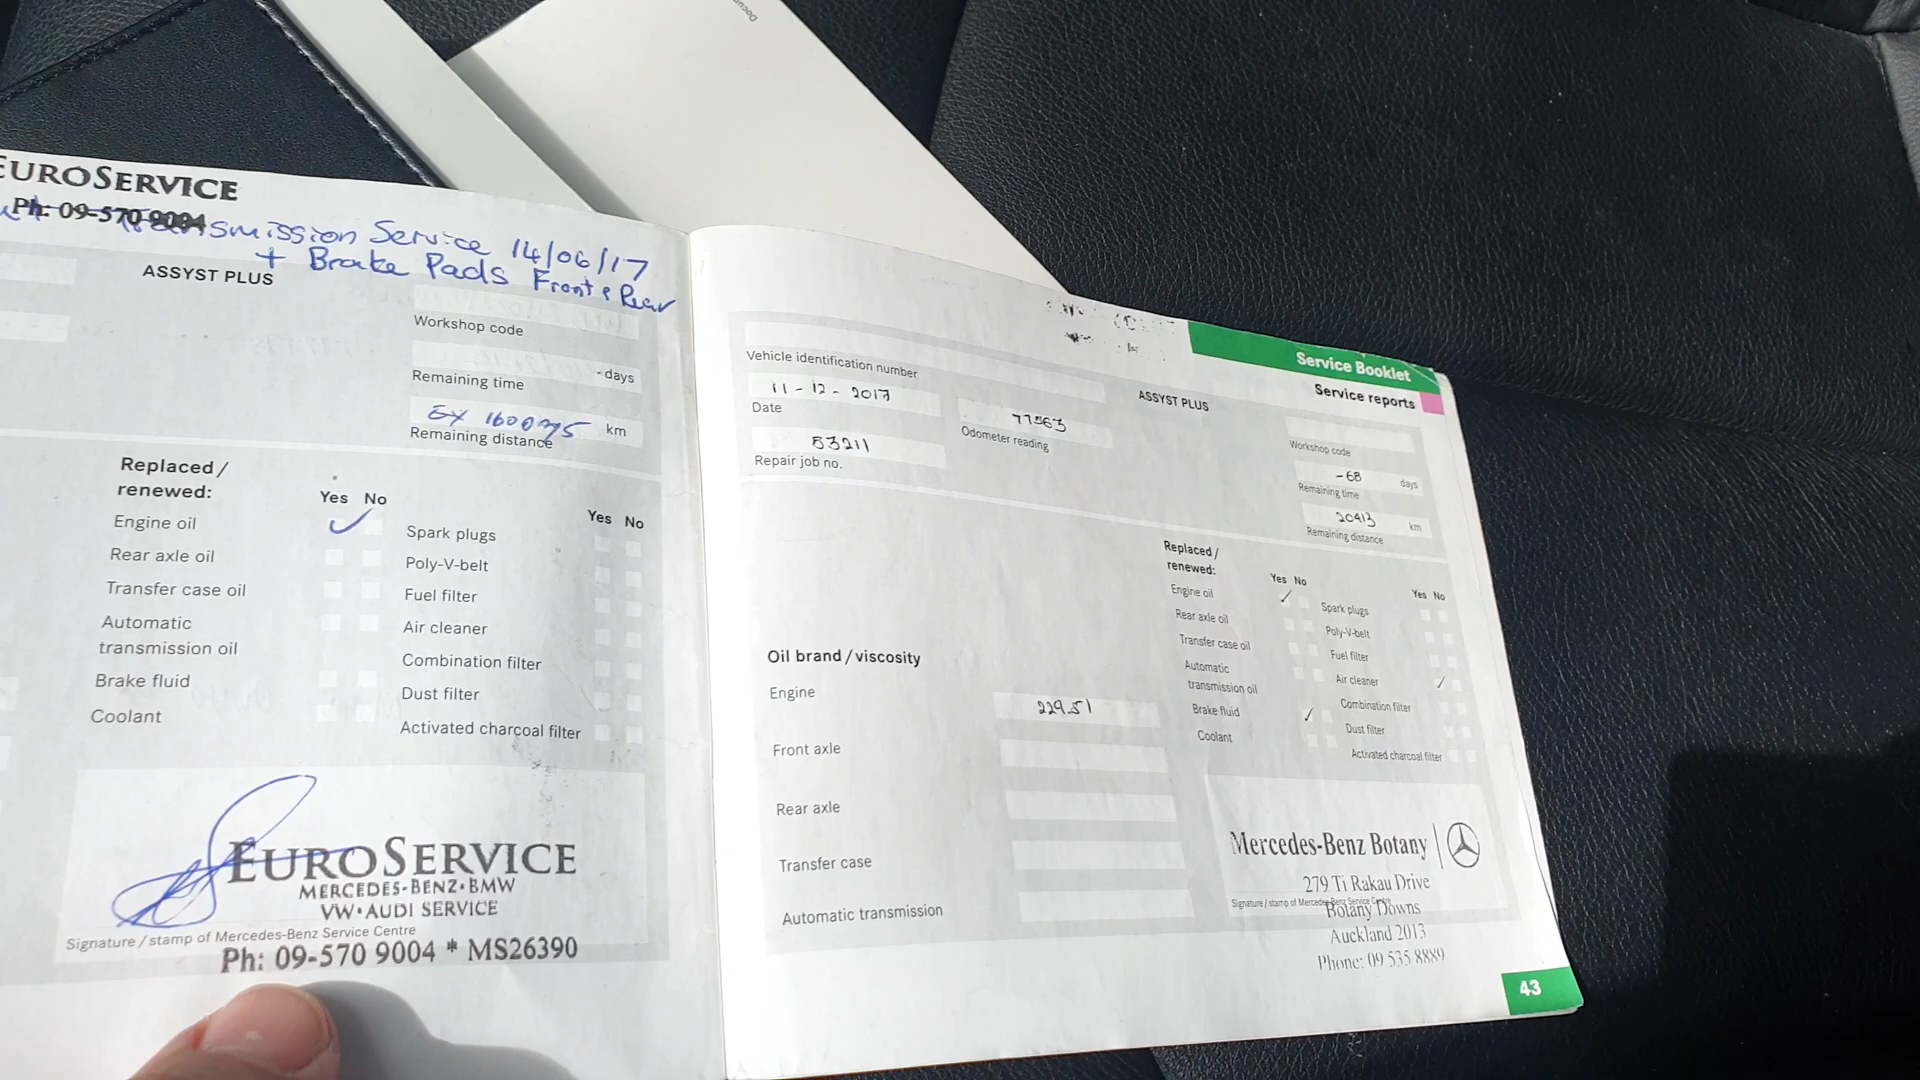 EUROSERVICE
Ph: 09-570 9004
Transmission Service 14/06/17
+ Brake Pads Front & Rear
ASSYST PLUS
Workshop code
- days
Remaining time
km
Remaining distance
Replaced /
renewed:
Yes No
Yes No
Engine oil
Rear axle oil
Transfer case oil
Automatic
transmission oil
Brake fluid
Coolant
Spark plugs
Poly-V-belt
Fuel filter
Air cleaner
Combination filter
Dust filter
Activated charcoal filter
EUROSERVICE
MERCEDES-BENZ·BMW
VW·AUDI SERVICE
Signature / stamp of Mercedes-Benz Service Centre
Ph: 09-570 9004 * MS26390
Docum
Service Booklet
Service reports
Vehicle identification number
11 - 12 - 2017
Date
77563
Odometer reading
53211
Repair job no.
ASSYST PLUS
Workshop code
-68 days
Remaining time
20413 km
Remaining distance
Replaced /
renewed:
Yes No
Yes No
Engine oil
Rear axle oil
Transfer case oil
Automatic
transmission oil
Brake fluid
Coolant
Spark plugs
Poly-V-belt
Fuel filter
Air cleaner
Combination filter
Dust filter
Activated charcoal filter
Oil brand / viscosity
Engine
229.51
Front axle
Rear axle
Transfer case
Automatic transmission
Mercedes-Benz Botany
279 Ti Rakau Drive
Signature / stamp of Mercedes-Benz Service Centre
Botany Downs
Auckland 2013
Phone: 09 535 8889
43